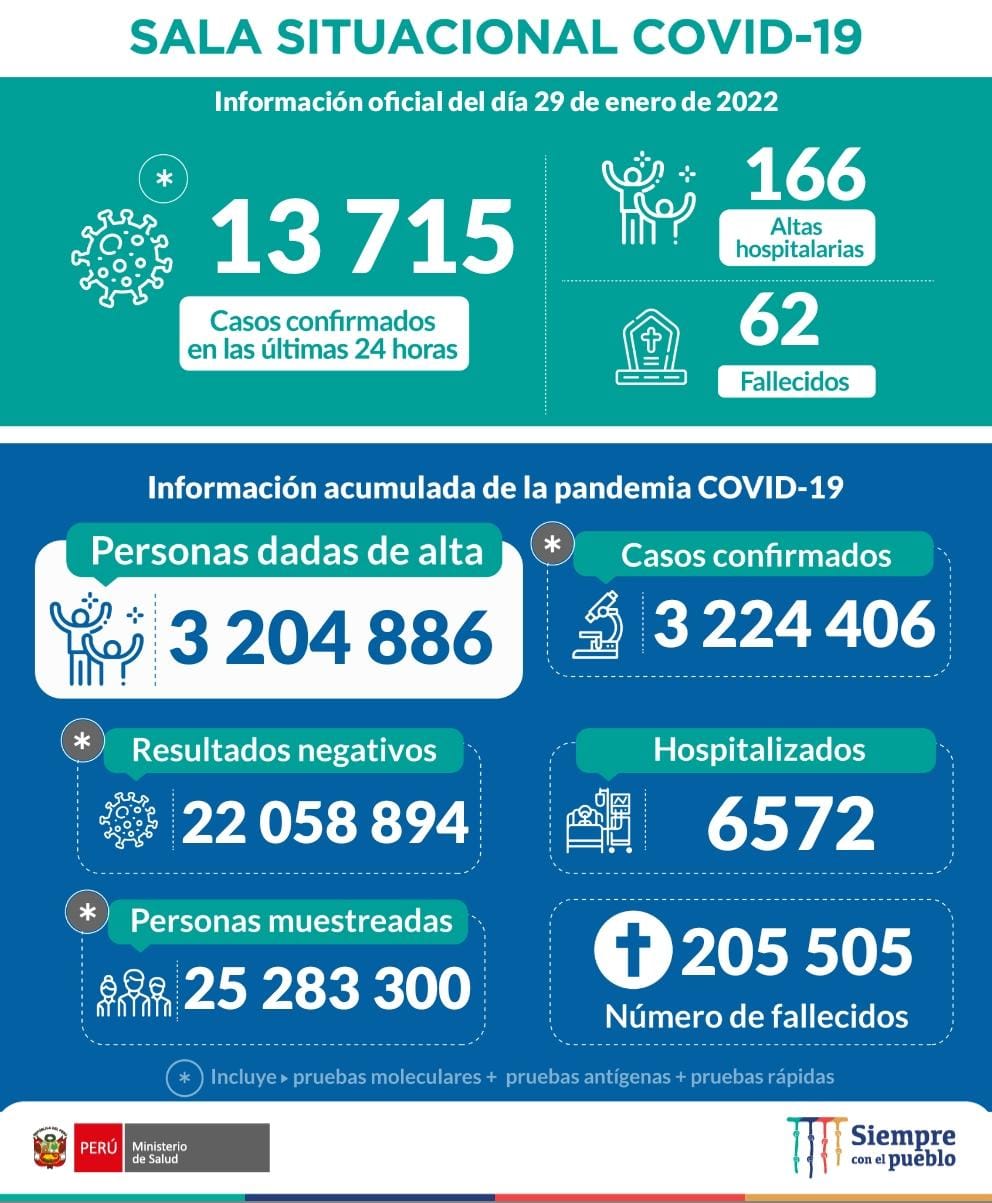 SALA SITUACIONAL COVID-19
Información oficial del día 29 de enero de 2022
*
13 715
Casos confirmados
en las últimas 24 horas
166
Altas
hospitalarias
62
Fallecidos
Información acumulada de la pandemia COVID-19
Personas dadas de alta
3 204 886
*
Casos confirmados
3 224 406
*
Resultados negativos
22 058 894
Hospitalizados
6572
*
Personas muestreadas
25 283 300
205 505
Número de fallecidos
* Incluye ▸ pruebas moleculares + pruebas antígenas + pruebas rápidas
PERÚ
Ministerio
de Salud
Siempre
con el pueblo